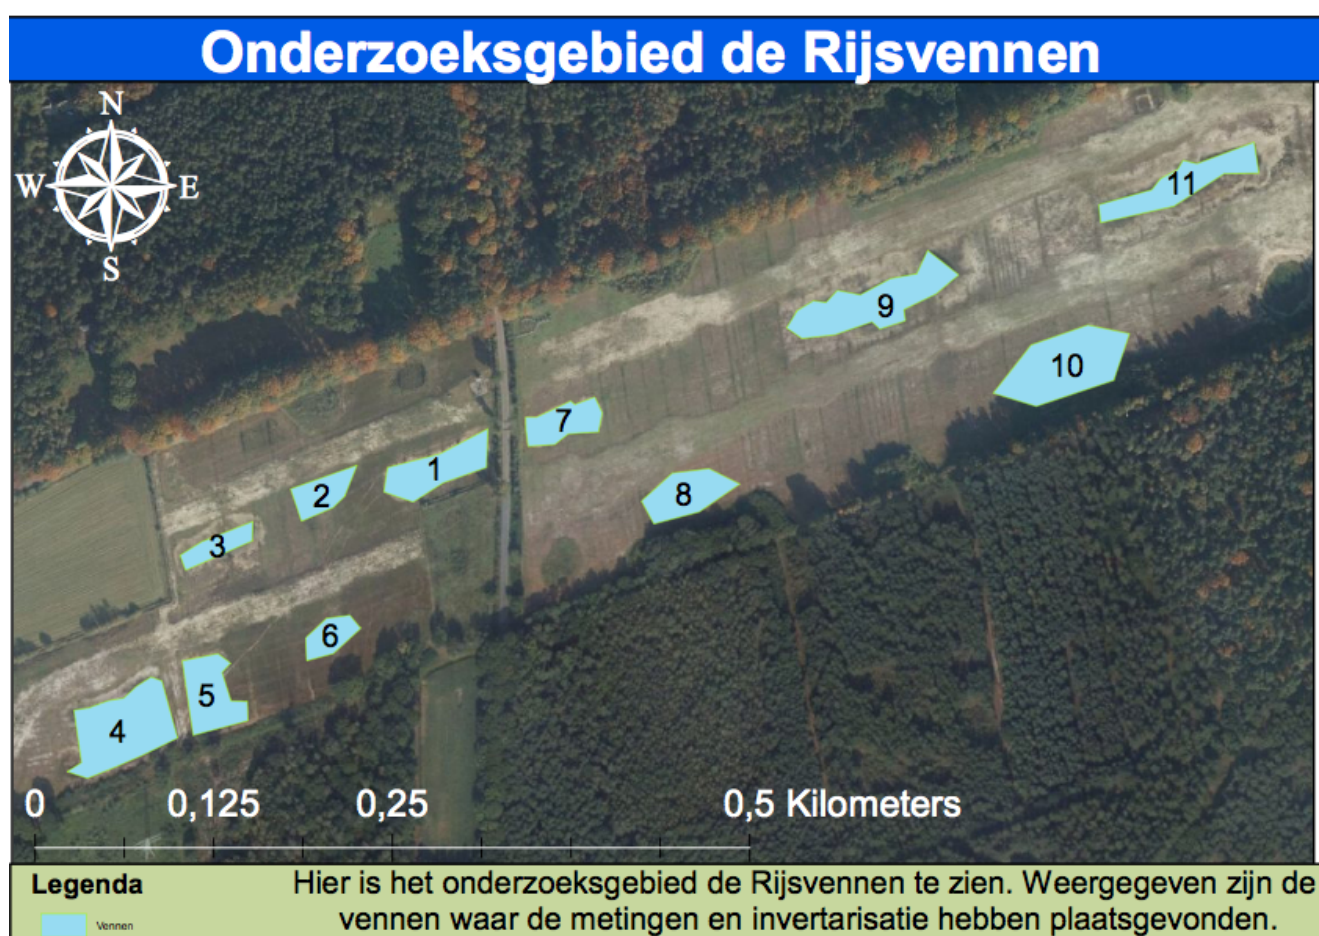 Onderzoeksgebied de Rijsvennen
N
W E
S
11
9
10
7
1
2
8
3
6
5
4
0 0,125 0,25 0,5 Kilometers
Legenda
Vennen
Hier is het onderzoeksgebied de Rijsvennen te zien. Weergegeven zijn de
vennen waar de metingen en invertarisatie hebben plaatsgevonden.